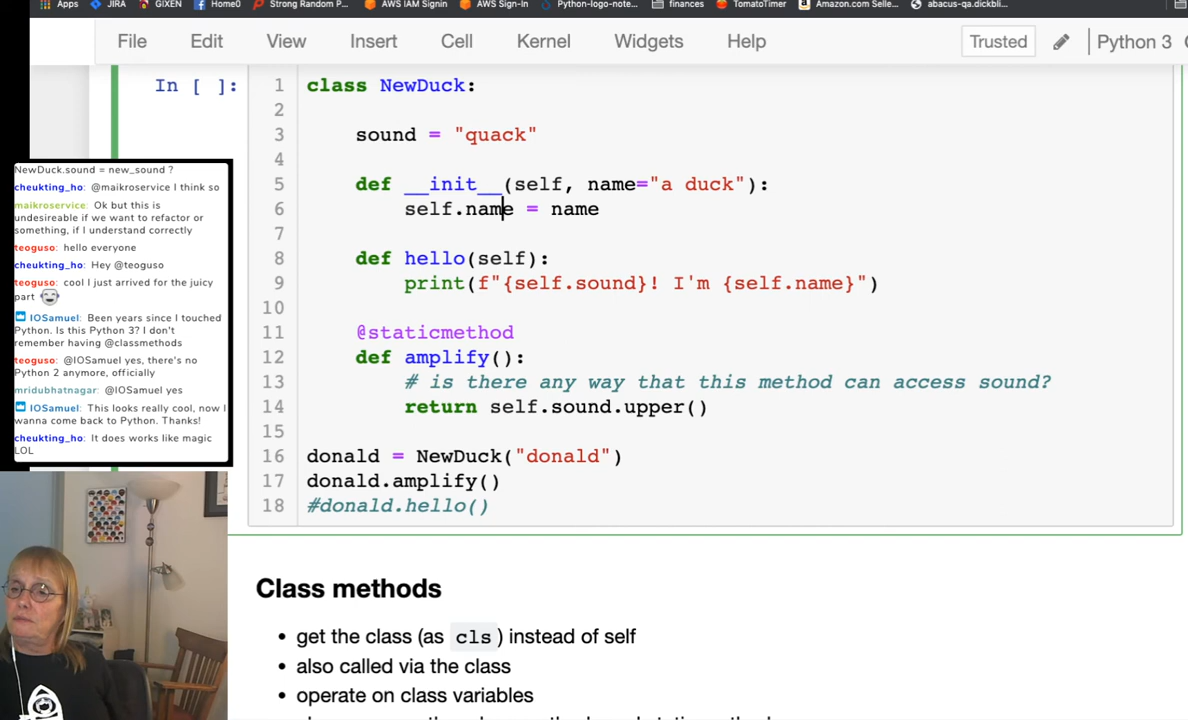 Apps JIRA GIXEN Home0 Strong Random P... AWS IAM Signin AWS Sign-In Python-logo-note... finances TomatoTimer Amazon.com Selle... abacus-qa.dickbli...
File Edit View Insert Cell Kernel Widgets Help Trusted Python 3
In [ ]:
1 class NewDuck:
2
3 sound = "quack"
4
5 def __init__(self, name="a duck"):
6 self.name = name
7
8 def hello(self):
9 print(f"{self.sound}! I'm {self.name}")
10
11 @staticmethod
12 def amplify():
13 # is there any way that this method can access sound?
14 return self.sound.upper()
15
16 donald = NewDuck("donald")
17 donald.amplify()
18 #donald.hello()
Class methods
• get the class (as cls) instead of self
• also called via the class
• operate on class variables
NewDuck.sound = new_sound ?
cheukting_ho: @maikroservice I think so
maikroservice: Ok but this is
undesireable if we want to refactor or
something, if I understand correctly
teoguso: hello everyone
cheukting_ho: Hey @teoguso
teoguso: cool I just arrived for the juicy
part
IOSamuel: Been years since I touched
Python. Is this Python 3? I don't
remember having @classmethods
teoguso: @IOSamuel yes, there's no
Python 2 anymore, officially
mridubhatnagar: @IOSamuel yes
IOSamuel: This looks really cool, now I
wanna come back to Python. Thanks!
cheukting_ho: It does works like magic
LOL